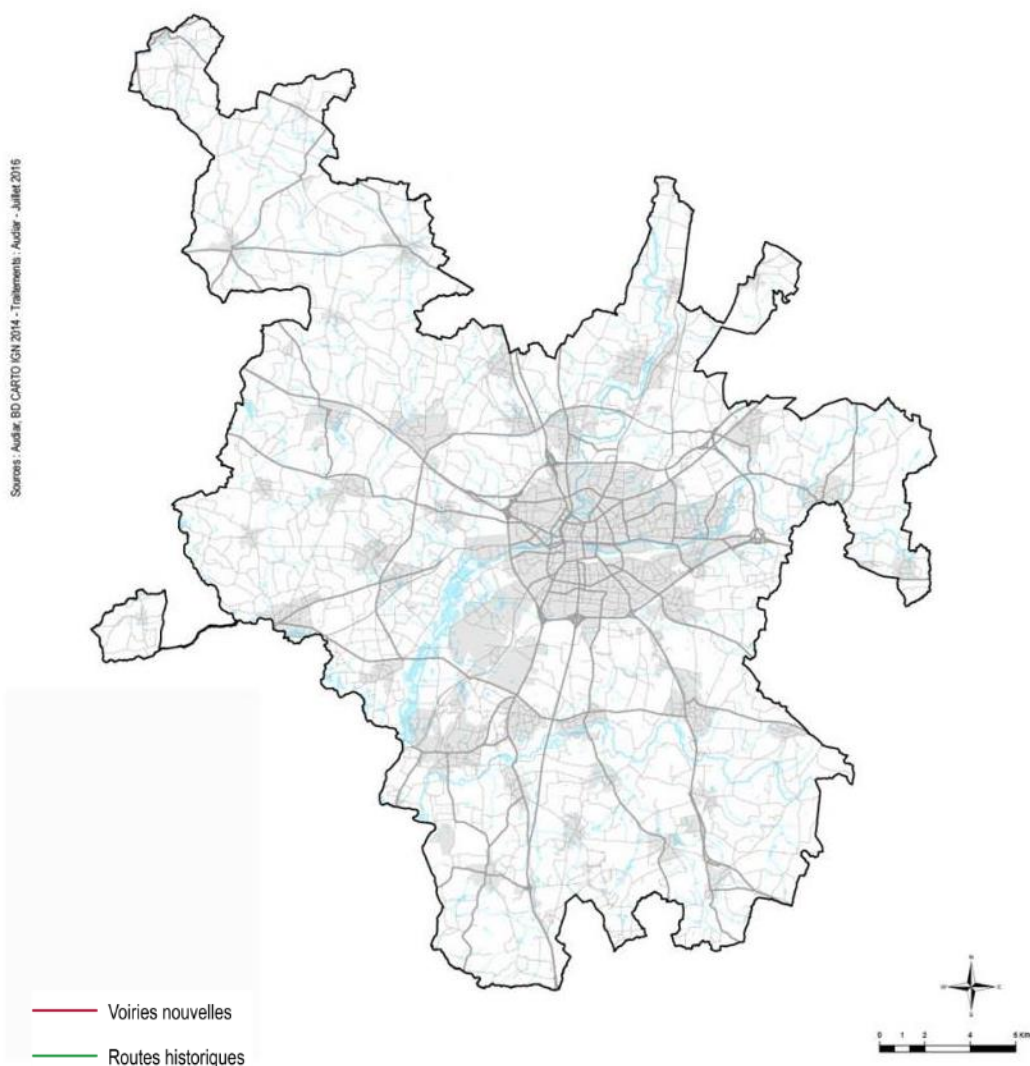 Sources : Audiar, BD CARTO IGN 2014 - Traitements : Audiar - Juillet 2016
Voiries nouvelles
Routes historiques
N
W
E
S
0 1 2 4 6 Km